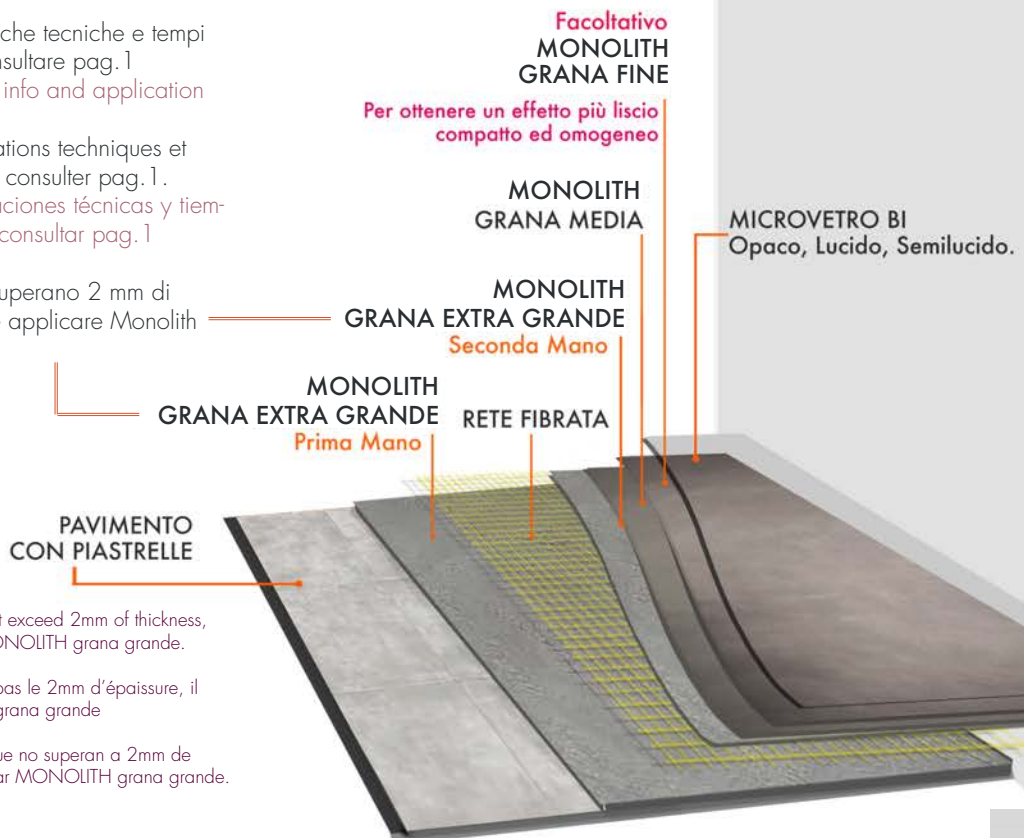 che tecniche e tempi
nsultare pag.1
info and application
ations techniques et
consulter pag.1.
aciones técnicas y tiem-
consultar pag.1
uperano 2 mm di
applicare Monolith
Facoltativo
MONOLITH
GRANA FINE
Per ottenere un effetto più liscio
compatto ed omogeneo
MONOLITH
GRANA MEDIA
MICROVETRO BI
Opaco, Lucido, Semilucido.
MONOLITH
GRANA EXTRA GRANDE
Seconda Mano
MONOLITH
GRANA EXTRA GRANDE
Prima Mano
RETE FIBRATA
PAVIMENTO
CON PIASTRELLE
t exceed 2mm of thickness,
ONOLITH grana grande.
pas le 2mm d'épaissure, il
grana grande
ue no superan a 2mm de
ar MONOLITH grana grande.